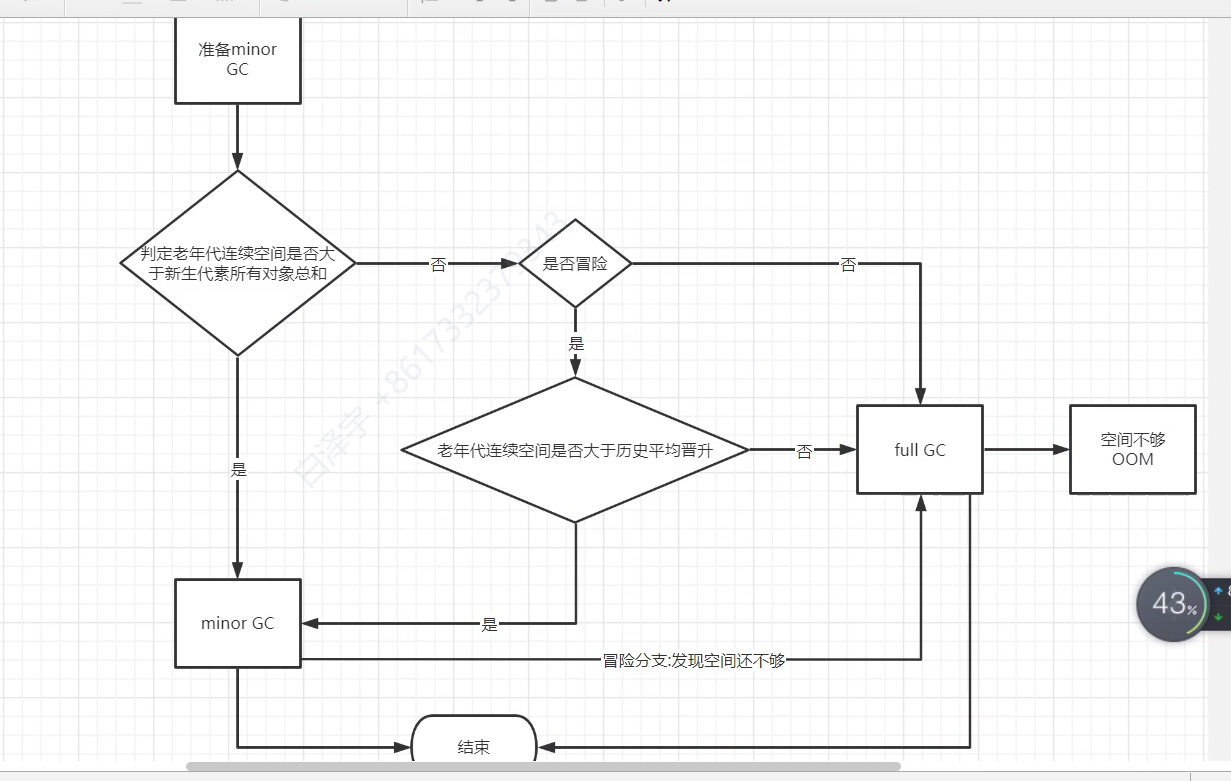 准备minor
GC
判定老年代连续空间是否大
于新生代素所有对象总和
否
是否冒险
否
是
老年代连续空间是否大于历史平均晋升
否
full GC
空间不够
OOM
是
minor GC
是
冒险分支:发现空间还不够
结束
43%
白泽宇 +8617332373343